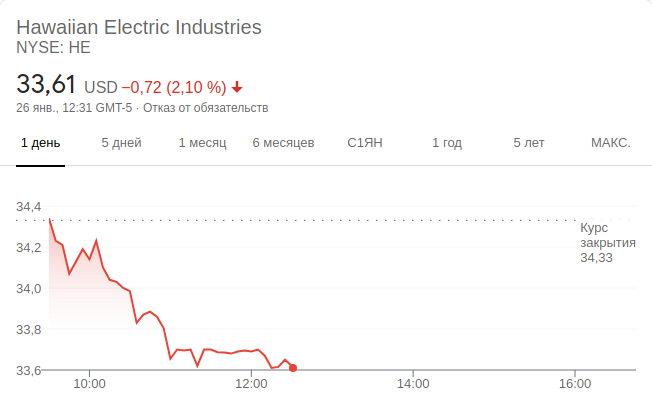 Hawaiian Electric Industries
NYSE: HE
33,61 USD −0,72 (2,10 %)
26 янв., 12:31 GMT-5 · Отказ от обязательств
1 день 5 дней 1 месяц 6 месяцев С1ЯН 1 год 5 лет МАКС.
34,4
Курс
закрытия
34,33
34,2
34,0
33,8
33,6
10:00 12:00 14:00 16:00